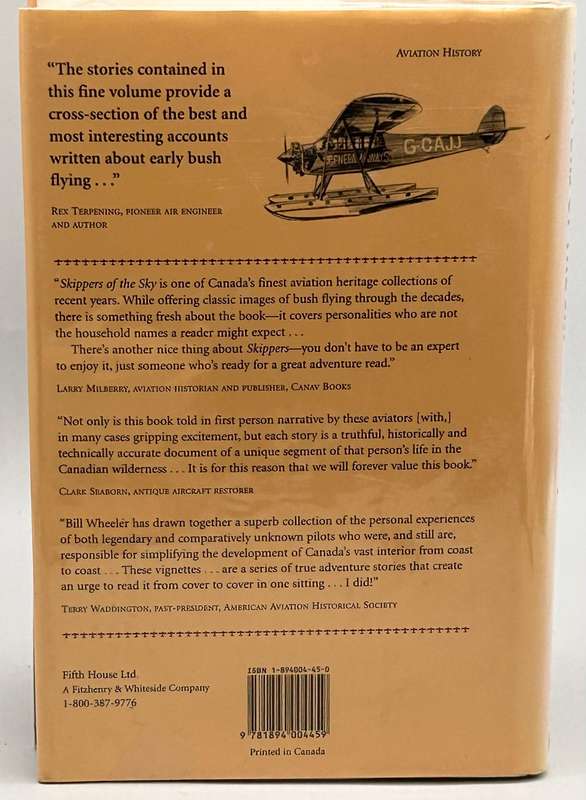 AVIATION HISTORY
“The stories contained in
this fine volume provide a
cross-section of the best and
most interesting accounts
written about early bush
flying . . .”
REX TERPENING, PIONEER AIR ENGINEER
AND AUTHOR
G-CAJJ
“Skippers of the Sky is one of Canada’s finest aviation heritage collections of
recent years. While offering classic images of bush flying through the decades,
there is something fresh about the book—it covers personalities who are not
the household names a reader might expect . . .
There’s another nice thing about Skippers—you don’t have to be an expert
to enjoy it, just someone who’s ready for a great adventure read.”
LARRY MILBERRY, AVIATION HISTORIAN AND PUBLISHER, CANAV BOOKS
“Not only is this book told in first person narrative by these aviators [with,]
in many cases gripping excitement, but each story is a truthful, historically and
technically accurate document of a unique segment of that person’s life in the
Canadian wilderness . . . It is for this reason that we will forever value this book.”
CLARK SEABORN, ANTIQUE AIRCRAFT RESTORER
“Bill Wheeler has drawn together a superb collection of the personal experiences
of both legendary and comparatively unknown pilots who were, and still are,
responsible for simplifying the development of Canada’s vast interior from coast
to coast . . . These vignettes . . . are a series of true adventure stories that create
an urge to read it from cover to cover in one sitting . . . I did!”
TERRY WADDINGTON, PAST-PRESIDENT, AMERICAN AVIATION HISTORICAL SOCIETY
Fifth House Ltd.
A Fitzhenry & Whiteside Company
1-800-387-9776
ISBN 1-894004-45-0
9 781894 004459
Printed in Canada